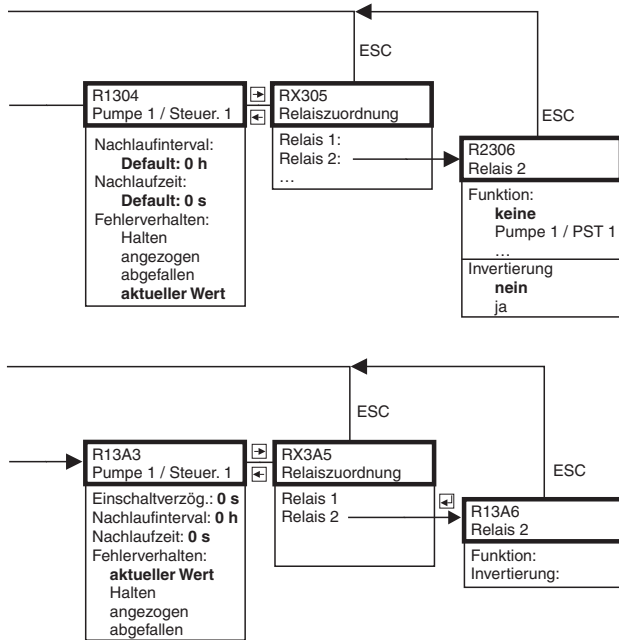 ESC
ESC
R1304
Pumpe 1 / Steuer. 1
Nachlaufinterval:
Default: 0 h
Nachlaufzeit:
Default: 0 s
Fehlerverhalten:
Halten
angezogen
abgefallen
aktueller Wert
RX305
Relaiszuordnung
Relais 1:
Relais 2:
...
R2306
Relais 2
Funktion:
keine
Pumpe 1 / PST 1
...
Invertierung
nein
ja
ESC
ESC
R13A3
Pumpe 1 / Steuer. 1
Einschaltverzög.: 0 s
Nachlaufinterval: 0 h
Nachlaufzeit: 0 s
Fehlerverhalten:
aktueller Wert
Halten
angezogen
abgefallen
RX3A5
Relaiszuordnung
Relais 1
Relais 2
R13A6
Relais 2
Funktion:
Invertierung: